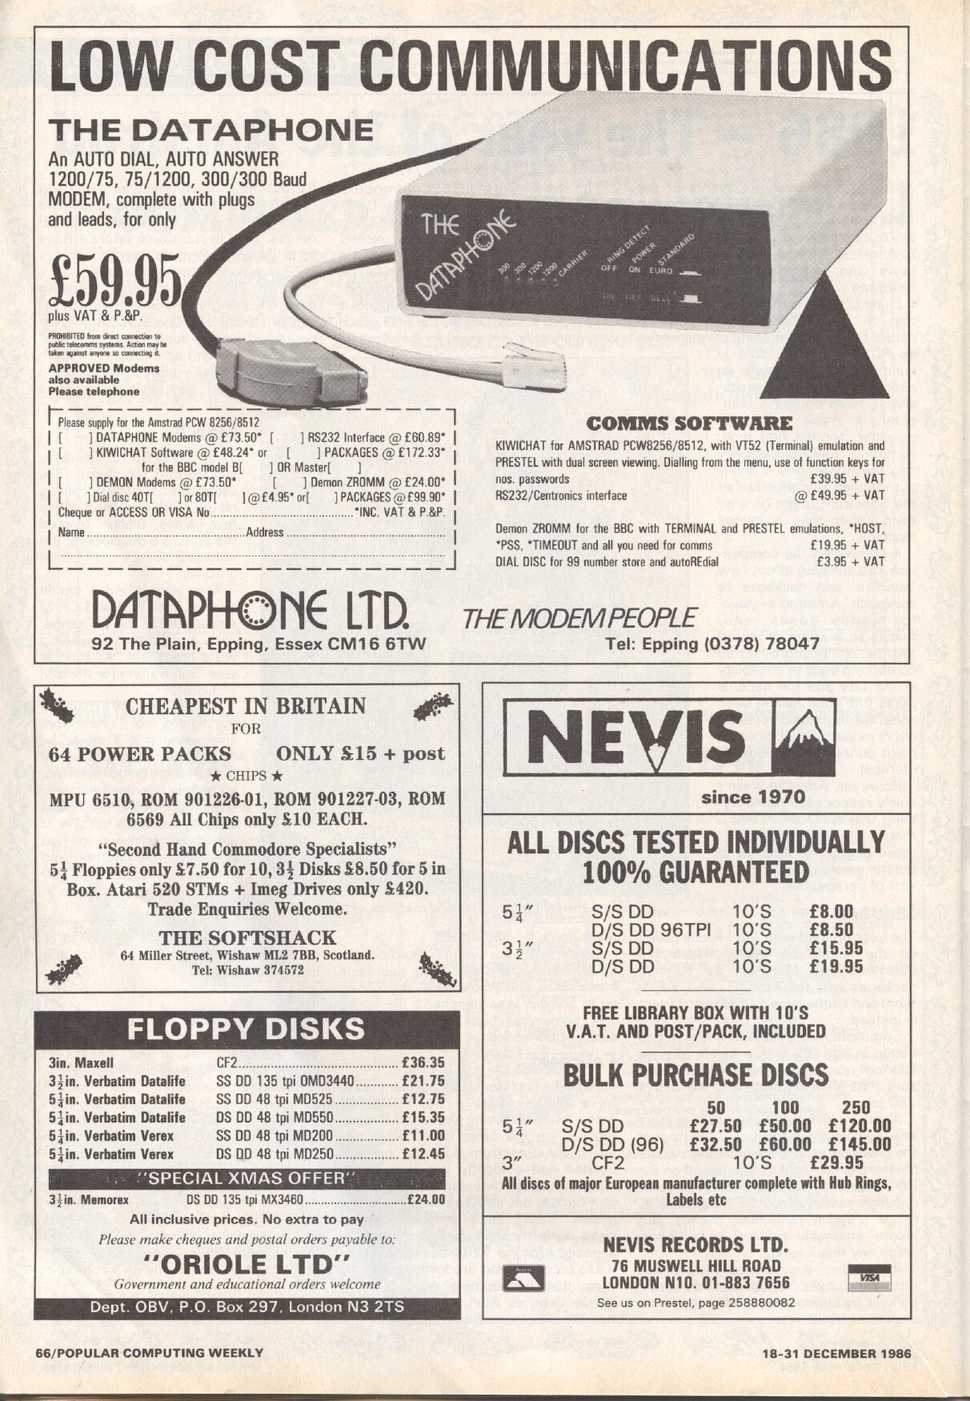 LOW COST COMMUNICATIONS
THE DATAPHONE
An AUTO DIAL, AUTO ANSWER
1200/75, 75/1200, 300/300 Baud
MODEM, complete with plugs
and leads, for only
£59.95
plus VAT & P.&P.
PROHIBITED from direct connection to
public telecomms systems. Action may be
taken against anyone so connecting it.
APPROVED Modems
also available
Please telephone
THE
DATAPHONE
300 300 1200 1200 CARRIER
RING DETECT POWER STANDARD
OFF ON EURO
Please supply for the Amstrad PCW 8256/8512
[ ] DATAPHONE Modems @ £73.50* [ ] RS232 Interface @ £60.89*
[ ] KIWICHAT Software @ £48.24* or [ ] PACKAGES @ £172.33*
for the BBC model B[ ] OR Master[ ]
[ ] DEMON Modems @ £73.50* [ ] Demon ZROMM @ £24.00*
[ ] Dial disc 40T[ ] or 80T[ ] @ £4.95* or[ ] PACKAGES @ £99.90*
Cheque or ACCESS OR VISA No..........*INC. VAT & P.&P.
Name..........Address..........
COMMS SOFTWARE
KIWICHAT for AMSTRAD PCW8256/8512, with VT52 (Terminal) emulation and
PRESTEL with dual screen viewing. Dialling from the menu, use of function keys for
nos. passwords £39.95 + VAT
RS232/Centronics interface @ £49.95 + VAT
Demon ZROMM for the BBC with TERMINAL and PRESTEL emulations, *HOST,
*PSS, *TIMEOUT and all you need for comms £19.95 + VAT
DIAL DISC for 99 number store and autoREdial £3.95 + VAT
DATAPHONE LTD. THE MODEM PEOPLE
92 The Plain, Epping, Essex CM16 6TW Tel: Epping (0378) 78047
CHEAPEST IN BRITAIN
FOR
64 POWER PACKS ONLY £15 + post
★ CHIPS ★
MPU 6510, ROM 901226-01, ROM 901227-03, ROM
6569 All Chips only £10 EACH.
"Second Hand Commodore Specialists"
5¼ Floppies only £7.50 for 10, 3½ Disks £8.50 for 5 in
Box. Atari 520 STMs + Imeg Drives only £420.
Trade Enquiries Welcome.
THE SOFTSHACK
64 Miller Street, Wishaw ML2 7BB, Scotland.
Tel: Wishaw 374572
FLOPPY DISKS
3in. Maxell CF2..........£36.35
3½in. Verbatim Datalife SS DD 135 tpi OMD3440..........£21.75
5¼in. Verbatim Datalife SS DD 48 tpi MD525..........£12.75
5¼in. Verbatim Datalife DS DD 48 tpi MD550..........£15.35
5¼in. Verbatim Verex SS DD 48 tpi MD200..........£11.00
5¼in. Verbatim Verex DS DD 48 tpi MD250..........£12.45
"SPECIAL XMAS OFFER"
3½in. Memorex DS DD 135 tpi MX3460..........£24.00
All inclusive prices. No extra to pay
Please make cheques and postal orders payable to:
"ORIOLE LTD"
Government and educational orders welcome
Dept. OBV, P.O. Box 297, London N3 2TS
NEVIS
since 1970
ALL DISCS TESTED INDIVIDUALLY
100% GUARANTEED
5¼" S/S DD 10'S £8.00
D/S DD 96TPI 10'S £8.50
3½" S/S DD 10'S £15.95
D/S DD 10'S £19.95
FREE LIBRARY BOX WITH 10'S
V.A.T. AND POST/PACK, INCLUDED
BULK PURCHASE DISCS
50 100 250
5¼" S/S DD £27.50 £50.00 £120.00
D/S DD (96) £32.50 £60.00 £145.00
3" CF2 10'S £29.95
All discs of major European manufacturer complete with Hub Rings,
Labels etc
NEVIS RECORDS LTD.
76 MUSWELL HILL ROAD
LONDON N10. 01-883 7656
See us on Prestel, page 258880082
VISA
66/POPULAR COMPUTING WEEKLY
18-31 DECEMBER 1986